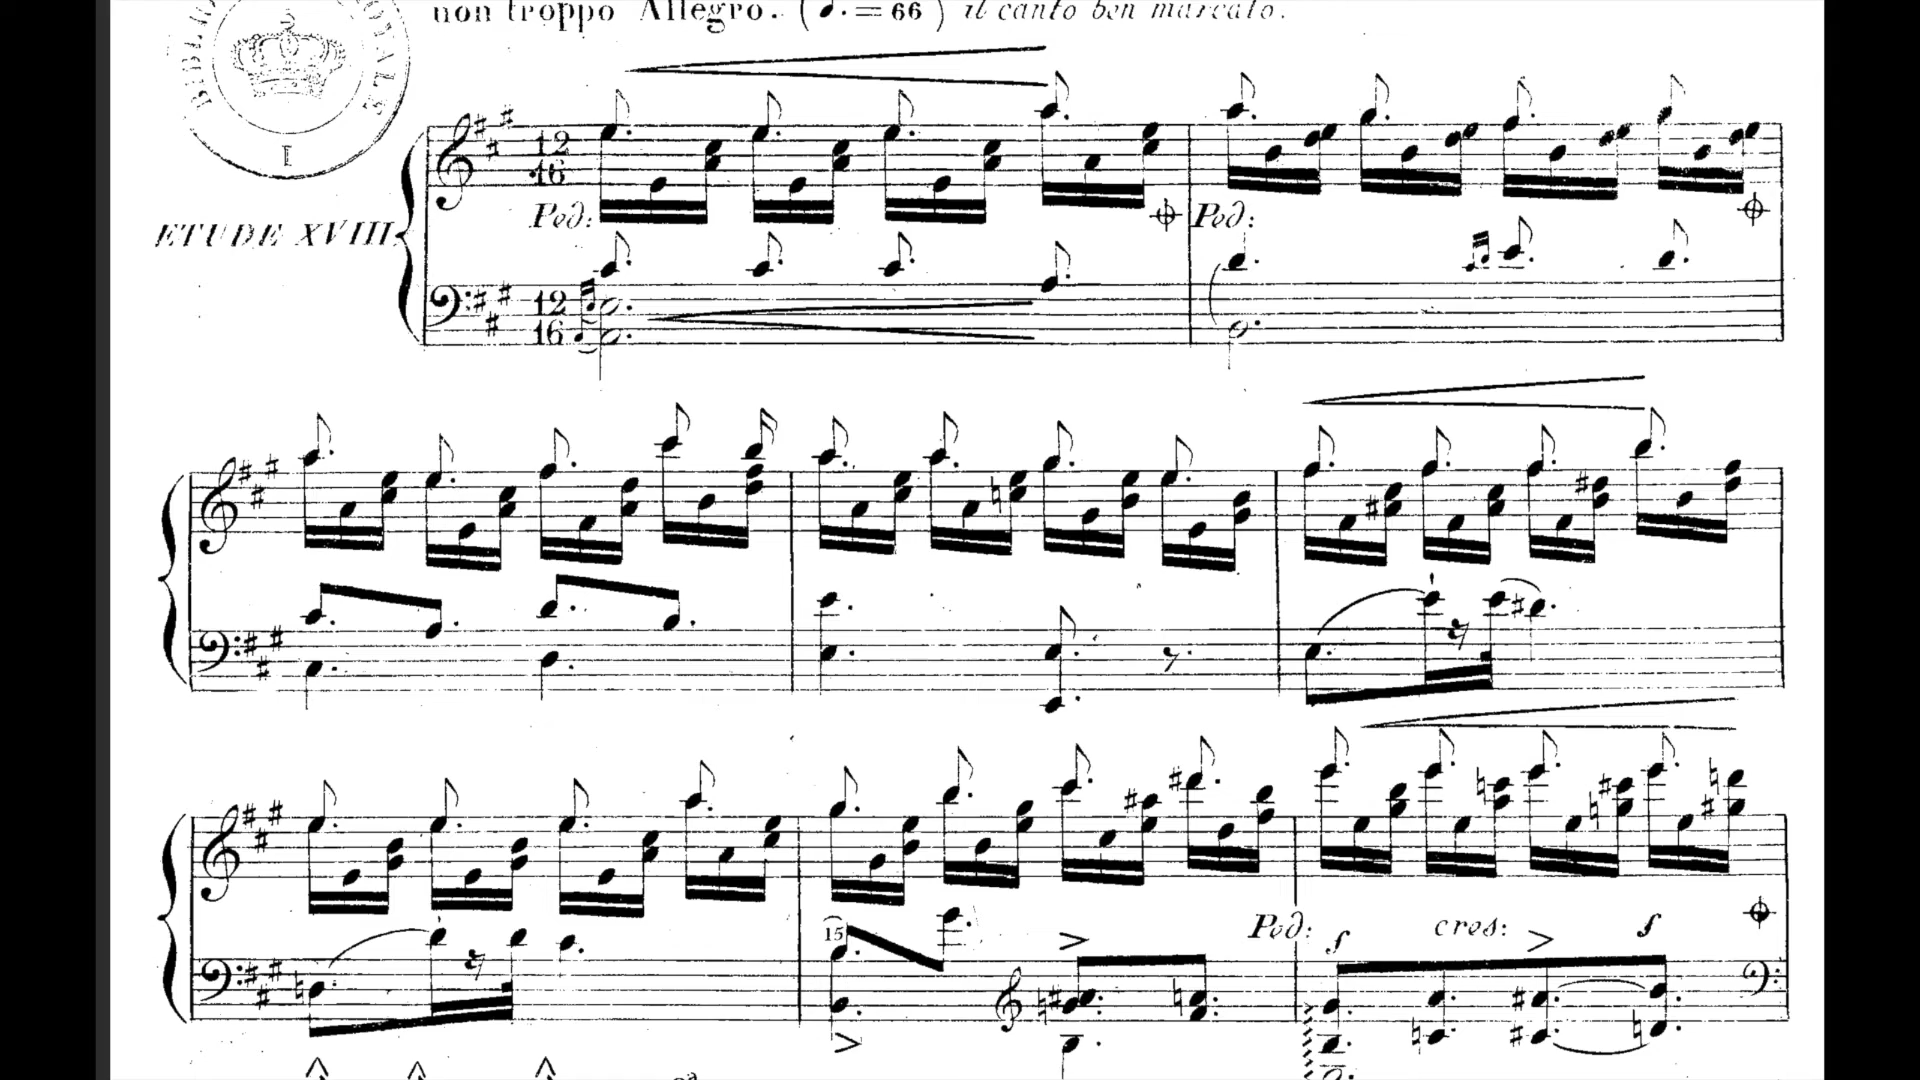 non troppo Allegro. (𝅗𝅥. = 66) il canto ben marcato.
I
12
16
Ped: Ped:
ETUDE XVIII.
12
16
15
Ped: cres: